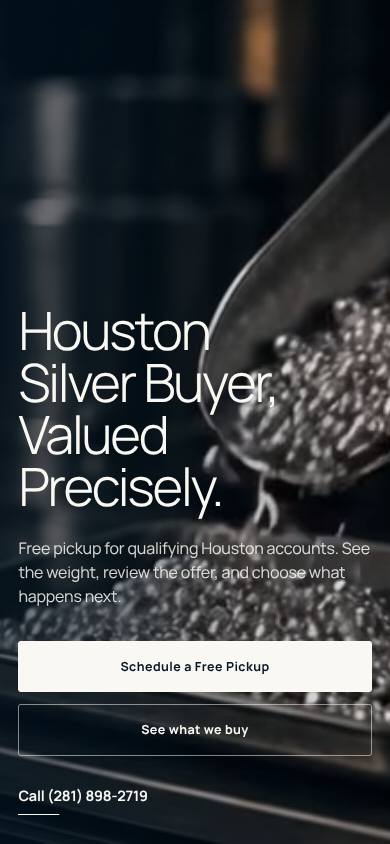 Houston
Silver Buyer,
Valued
Precisely.
Free pickup for qualifying Houston accounts. See
the weight, review the offer, and choose what
happens next.
Schedule a Free Pickup
See what we buy
Call (281) 898-2719